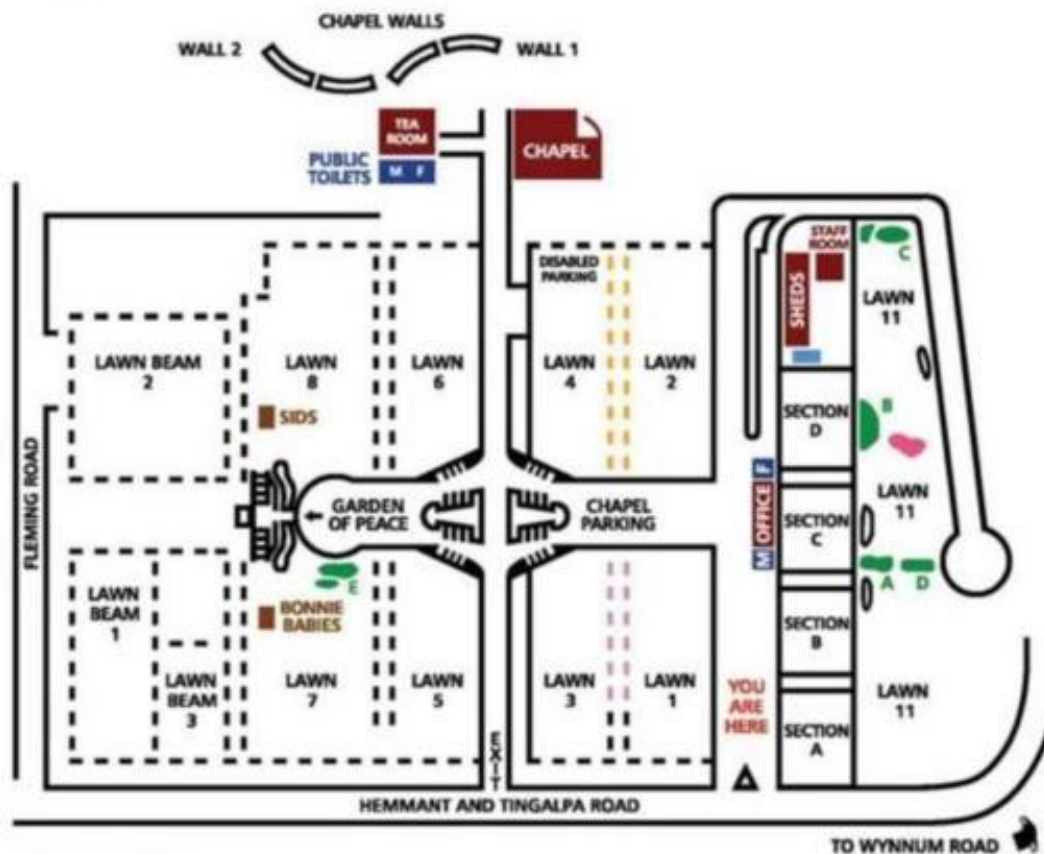 CHAPEL WALLS
WALL 2
WALL 1
TEA
ROOM
PUBLIC
TOILETS
M F
CHAPEL
DISABLED
PARKING
STAFF
ROOM
C
SHEDS
LAWN
11
LAWN BEAM
2
LAWN
8
LAWN
6
LAWN
4
LAWN
2
SIDS
SECTION
D
B
FLEMING ROAD
GARDEN
OF PEACE
←
CHAPEL
PARKING
M OFFICE F
SECTION
C
LAWN
11
A
D
E
LAWN
BEAM
1
BONNIE
BABIES
SECTION
B
LAWN
BEAM
3
LAWN
7
LAWN
5
LAWN
3
LAWN
1
YOU
ARE
HERE
SECTION
A
LAWN
11
EXIT
HEMMANT AND TINGALPA ROAD
TO WYNNUM ROAD